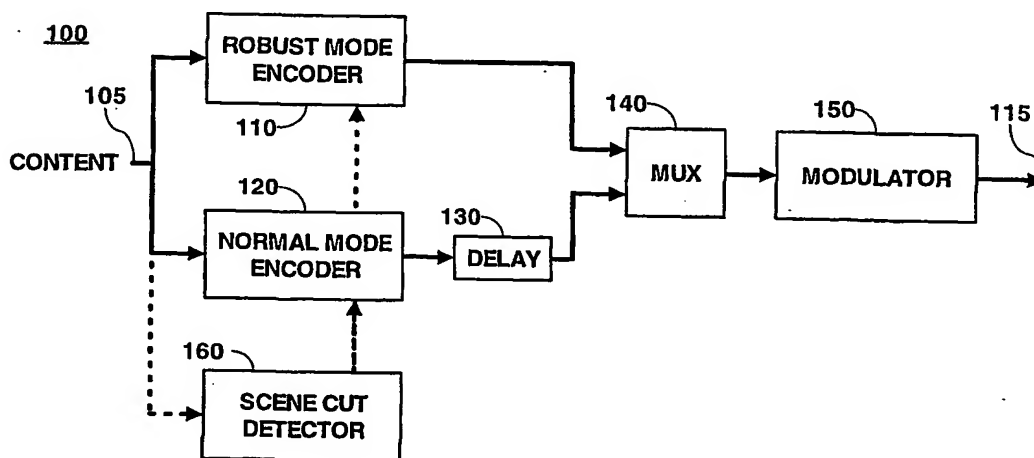 100
105
CONTENT
ROBUST MODE
ENCODER
110
120
NORMAL MODE
ENCODER
130
DELAY
140
MUX
150
MODULATOR
115
160
SCENE CUT
DETECTOR